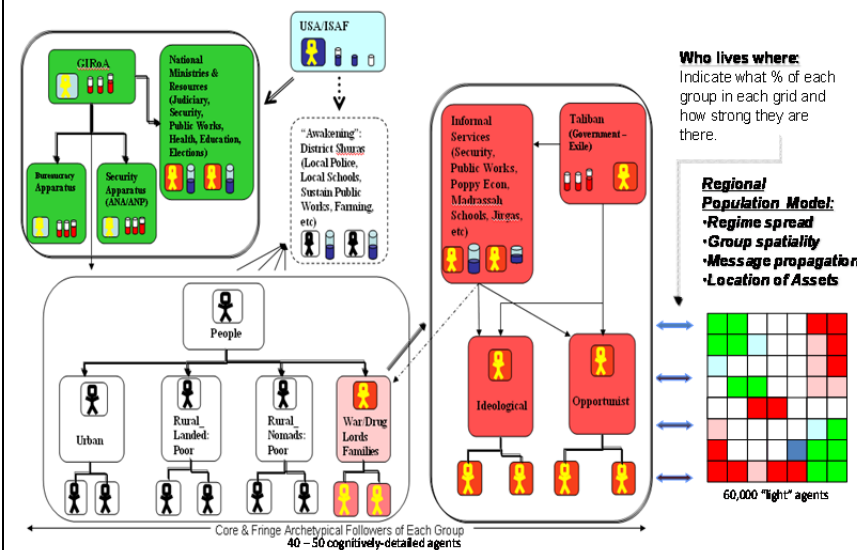 USA/ISAF
GIRoA
National
Ministries &
Resources
(Judiciary,
Security,
Public Works,
Health, Education,
Elections)
Bureaucracy
Apparatus
Security
Apparatus
(ANA/ANP)
"Awakening":
District Shuras
(Local Police,
Local Schools,
Sustain Public
Works, Farming,
etc)
Informal
Services
(Security,
Public Works,
Poppy Econ,
Madrassah
Schools, Jirgas,
etc)
Taliban
(Government –
Exile)
Ideological
Opportunist
People
Urban
Rural_
Landed:
Poor
Rural_
Nomads:
Poor
War/Drug
Lords
Families
Who lives where:
Indicate what % of each
group in each grid and
how strong they are
there.
Regional
Population Model:
•Regime spread
•Group spatiality
•Message propagation
•Location of Assets
60,000 "light" agents
Core & Fringe Archetypical Followers of Each Group
40 – 50 cognitively-detailed agents